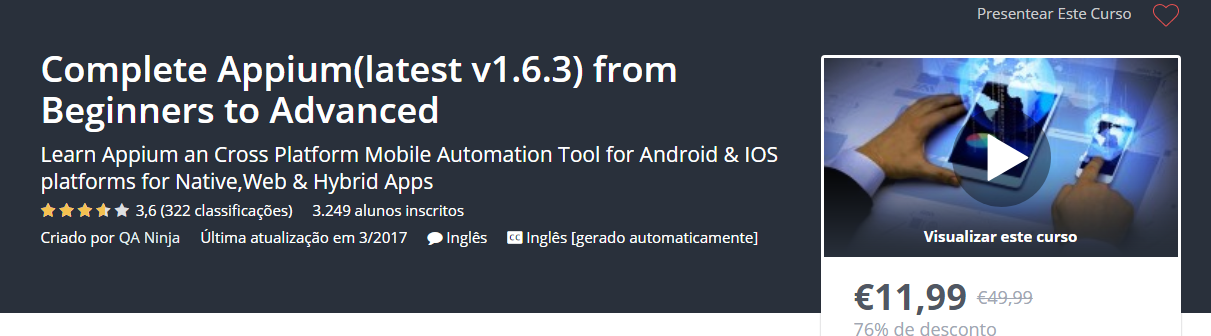 Presentear Este Curso
Complete Appium(latest v1.6.3) from
Beginners to Advanced
Learn Appium an Cross Platform Mobile Automation Tool for Android & IOS
platforms for Native,Web & Hybrid Apps
3,6 (322 classificações) 3.249 alunos inscritos
Criado por QA Ninja Última atualização em 3/2017 Inglês CC Inglês [gerado automaticamente]
Visualizar este curso
€11,99 €49,99
76% de desconto